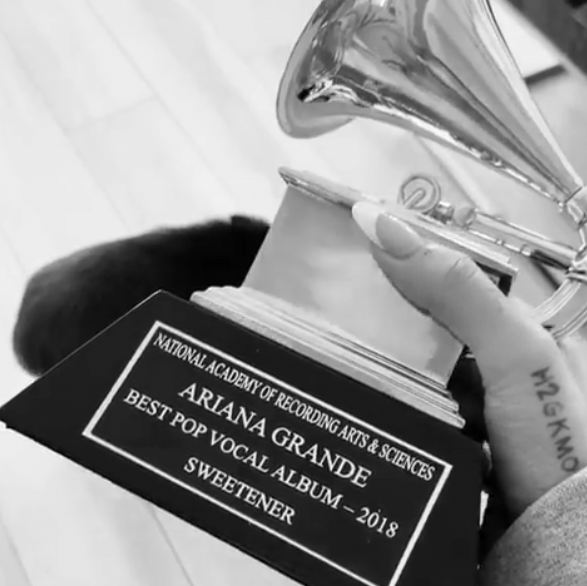 NATIONAL ACADEMY OF RECORDING ARTS & SCIENCES
ARIANA GRANDE
BEST POP VOCAL ALBUM – 2018
SWEETENER
H2GKMO